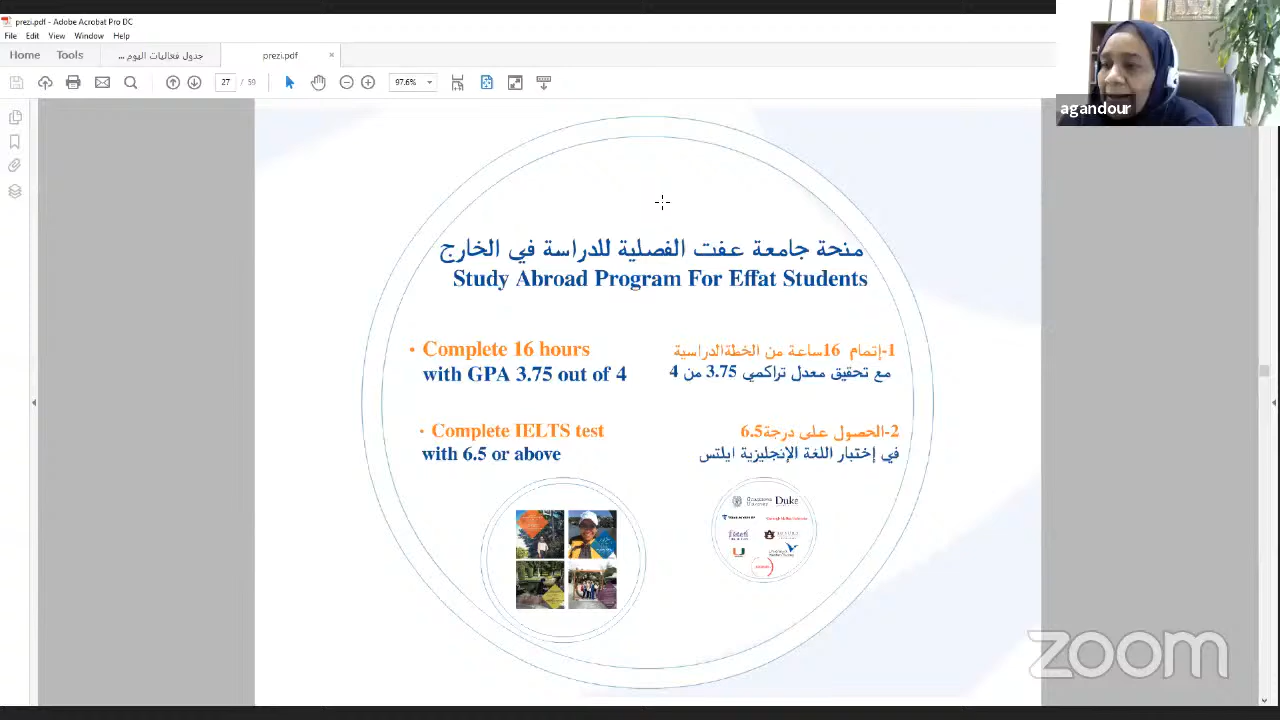 prezi.pdf - Adobe Acrobat Pro DC
File Edit View Window Help
Home Tools جدول فعاليات اليوم ... prezi.pdf ×
27 / 59 97.6%
agandour
منحة جامعة عفت الفصلية للدراسة في الخارج
Study Abroad Program For Effat Students
• Complete 16 hours
with GPA 3.75 out of 4
1-إتمام 16ساعة من الخطةالدراسية
مع تحقيق معدل تراكمي 3.75 من 4
• Complete IELTS test
with 6.5 or above
2-الحصول على درجة6.5
في إختبار اللغة الإنجليزية ايلتس
Duke
zoom